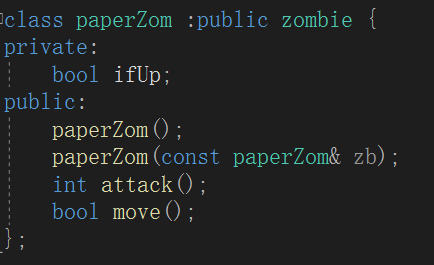 class paperZom :public zombie {
private:
    bool ifUp;
public:
    paperZom();
    paperZom(const paperZom& zb);
    int attack();
    bool move();
};